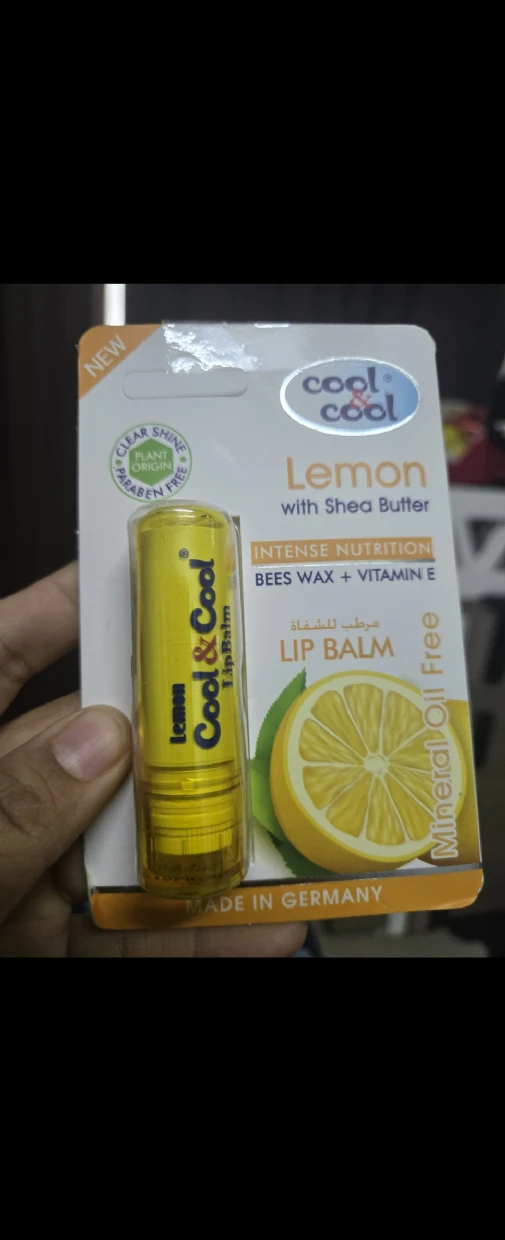 NEW
cool®
&
cool
CLEAR SHINE
PLANT
ORIGIN
PARABEN FREE
Lemon
with Shea Butter
INTENSE NUTRITION
BEES WAX + VITAMIN E
مرطب للشفاة
LIP BALM
Mineral Oil Free
Lemon
Cool & Cool®
Lip Balm
MADE IN GERMANY